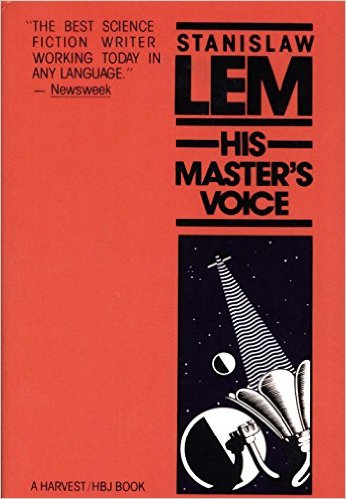 "THE BEST SCIENCE
FICTION WRITER
WORKING TODAY IN
ANY LANGUAGE."
— Newsweek
STANISLAW
LEM
HIS
MASTER'S
VOICE
A HARVEST/HBJ BOOK